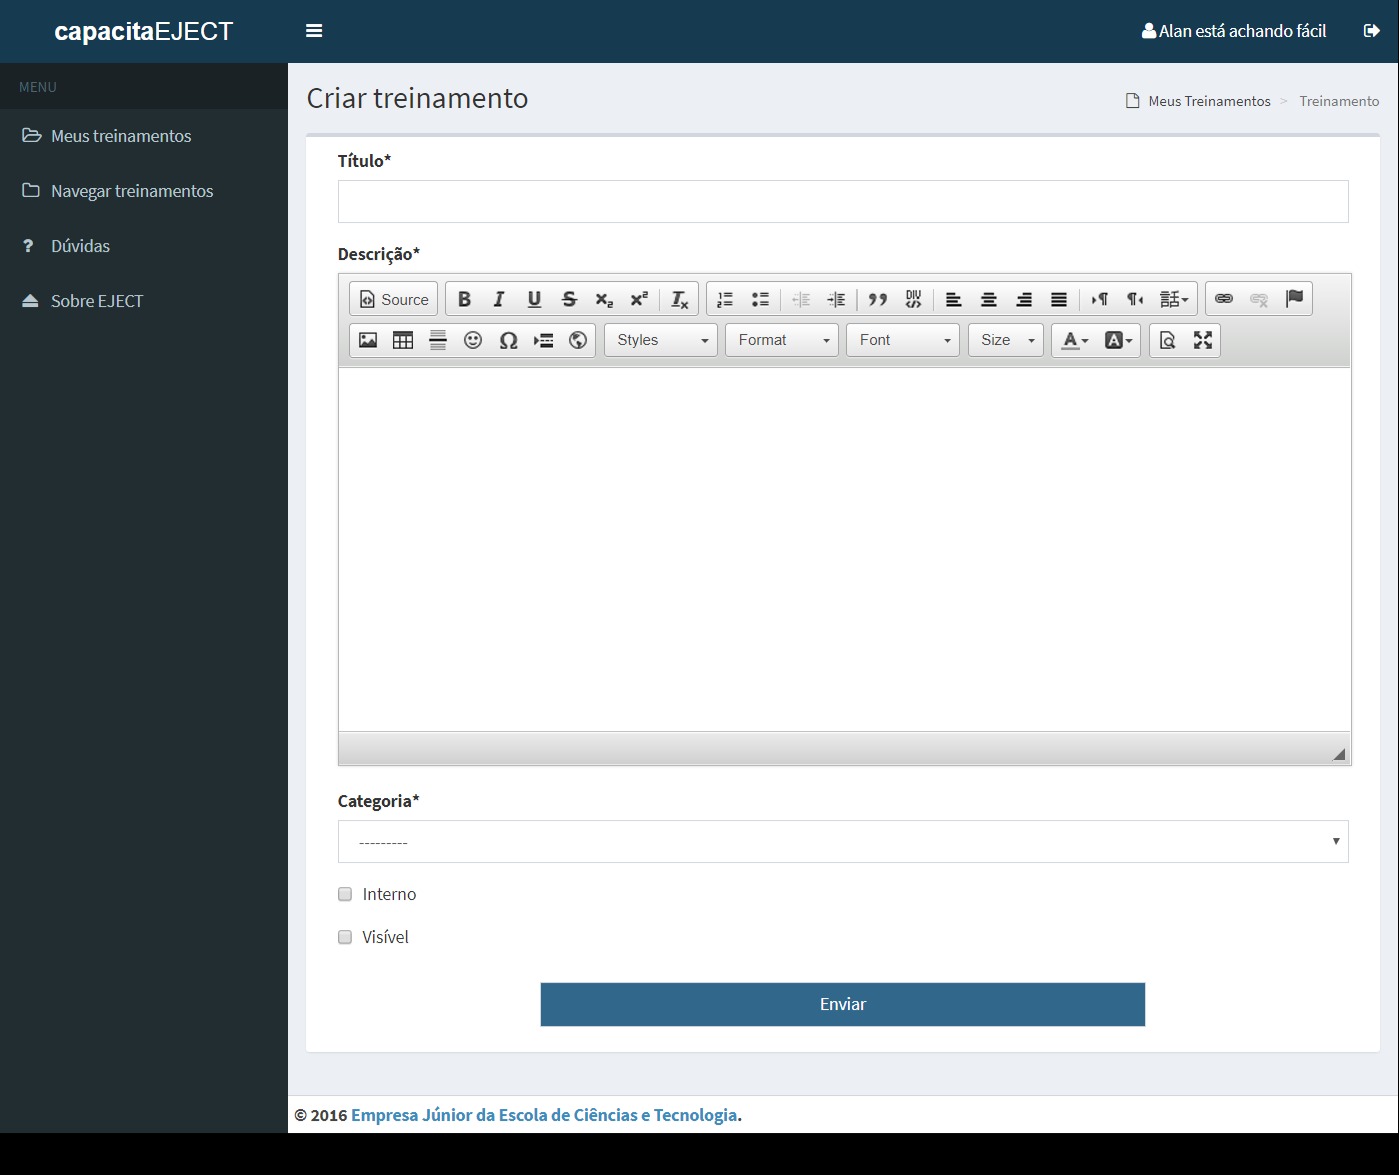 capacitaEJECT
Alan está achando fácil
MENU
Meus treinamentos
Navegar treinamentos
Dúvidas
Sobre EJECT
Criar treinamento
Meus Treinamentos > Treinamento
Título*
Descrição*
Source
Styles Format Font Size
Categoria*
---------
Interno
Visível
Enviar
© 2016 Empresa Júnior da Escola de Ciências e Tecnologia.